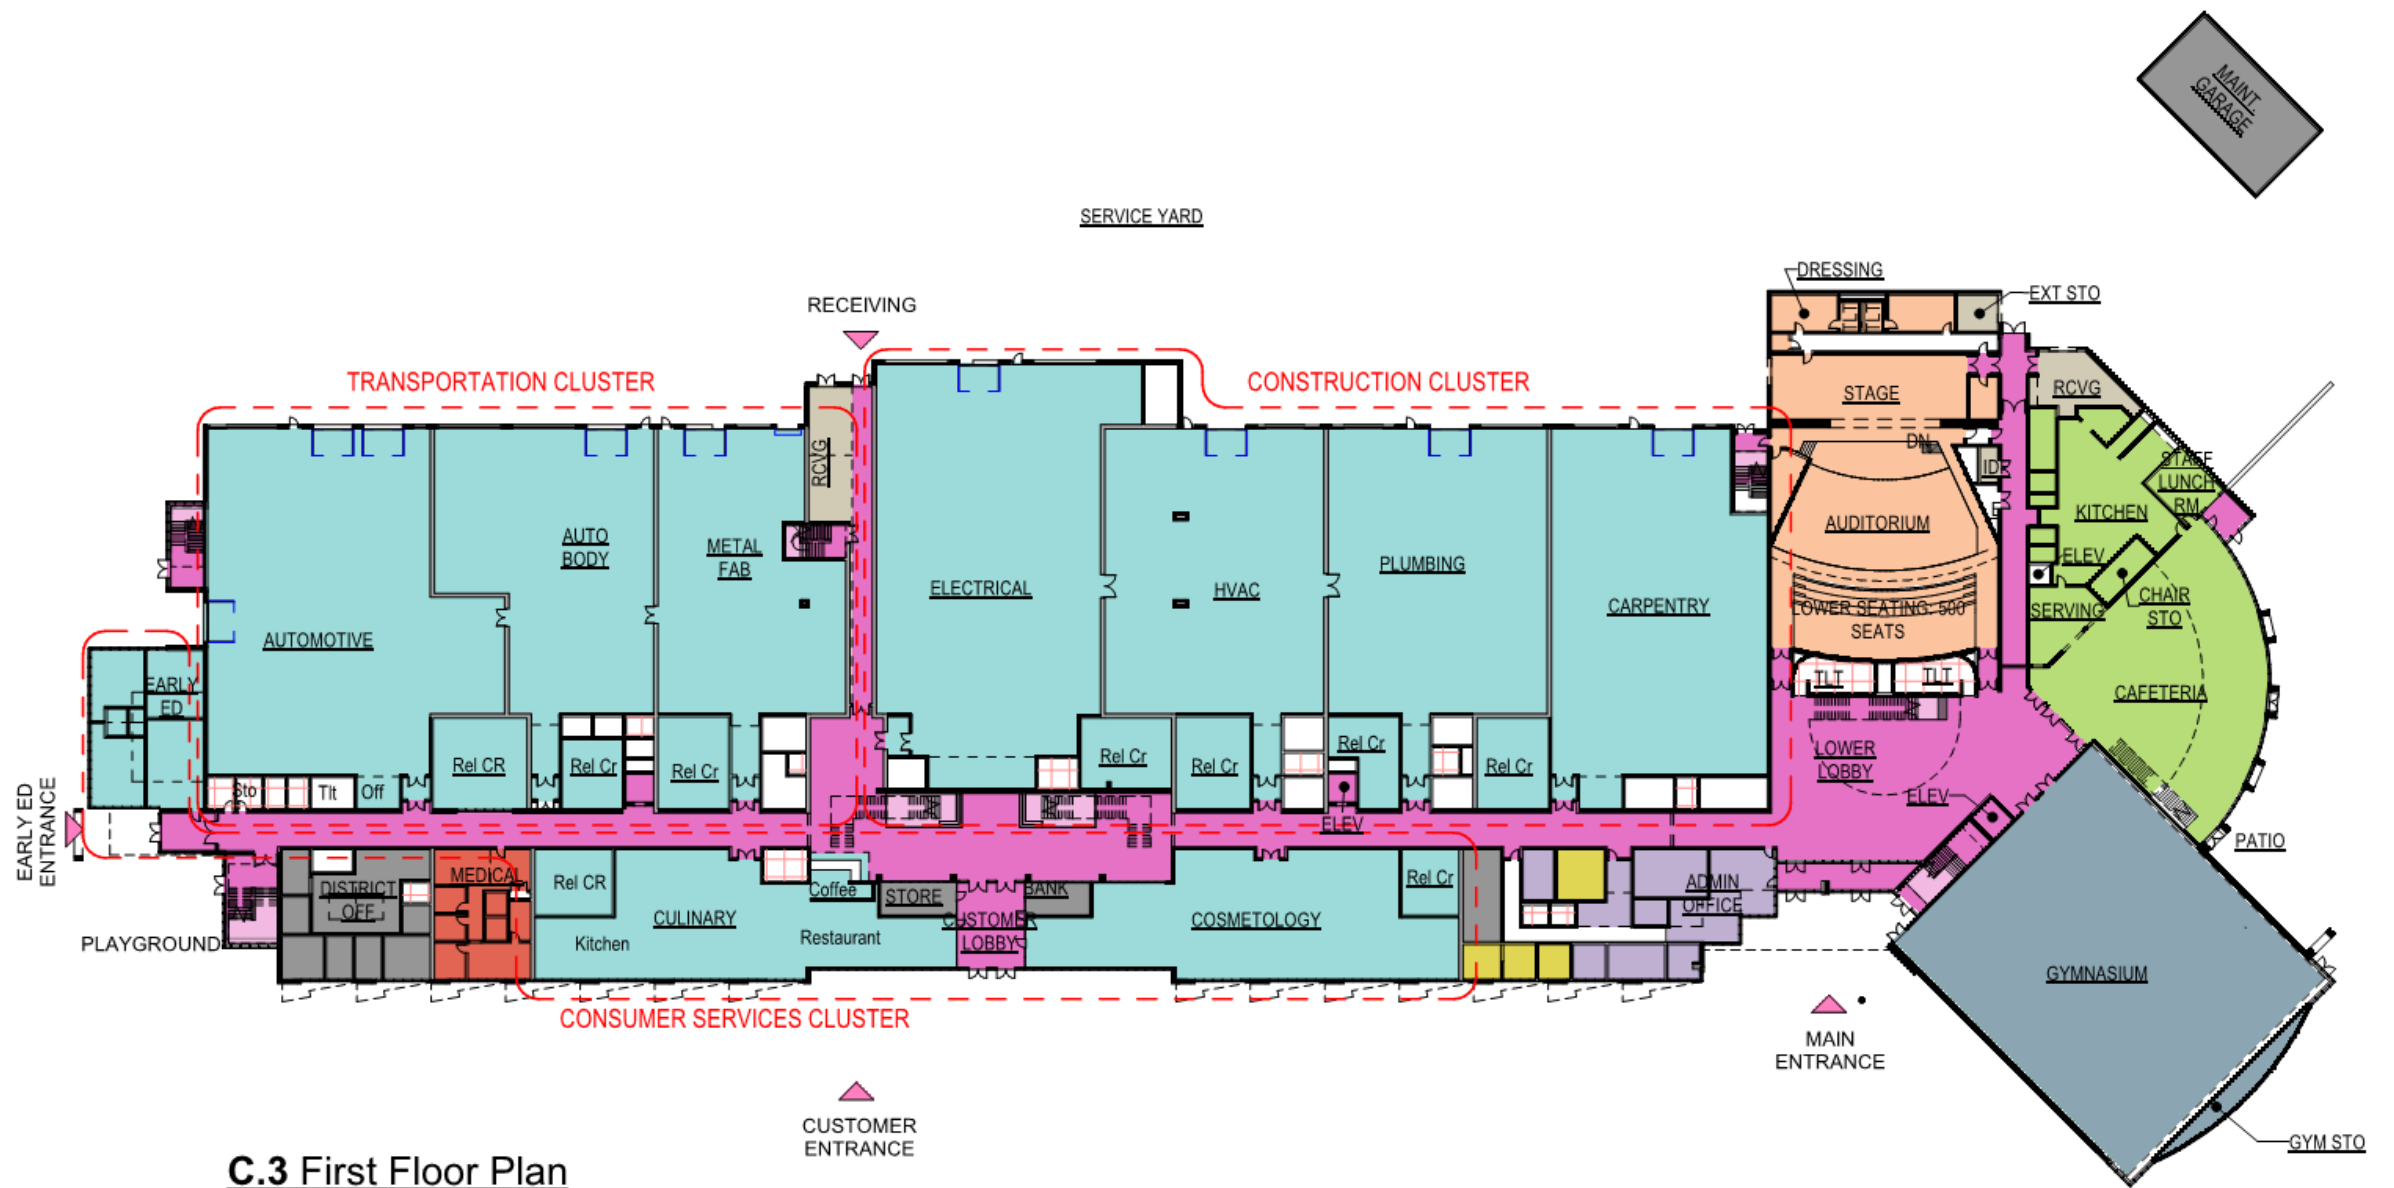 MAINT.
GARAGE
SERVICE YARD
DRESSING
EXT STO
RECEIVING
TRANSPORTATION CLUSTER
CONSTRUCTION CLUSTER
STAGE
RCVG
RCVG
DN
IDF
STAFF
LUNCH
RM
AUTO
BODY
METAL
FAB
AUDITORIUM
KITCHEN
ELECTRICAL
HVAC
PLUMBING
CARPENTRY
ELEV
CHAIR
STO
LOWER SEATING: 500
SEATS
SERVING
AUTOMOTIVE
EARLY
ED
TLT
TLT
CAFETERIA
LOWER
LOBBY
Rel CR
Rel Cr
Rel Cr
Rel Cr
Rel Cr
Rel Cr
Rel Cr
Sto
Tlt
Off
ELEV
ELEV
EARLY ED
ENTRANCE
PATIO
DISTRICT
OFF
MEDICAL
Rel CR
CULINARY
Kitchen
Coffee
Restaurant
STORE
BANK
CUSTOMER
LOBBY
COSMETOLOGY
Rel Cr
ADMIN
OFFICE
PLAYGROUND
GYMNASIUM
CONSUMER SERVICES CLUSTER
MAIN
ENTRANCE
CUSTOMER
ENTRANCE
GYM STO
C.3 First Floor Plan